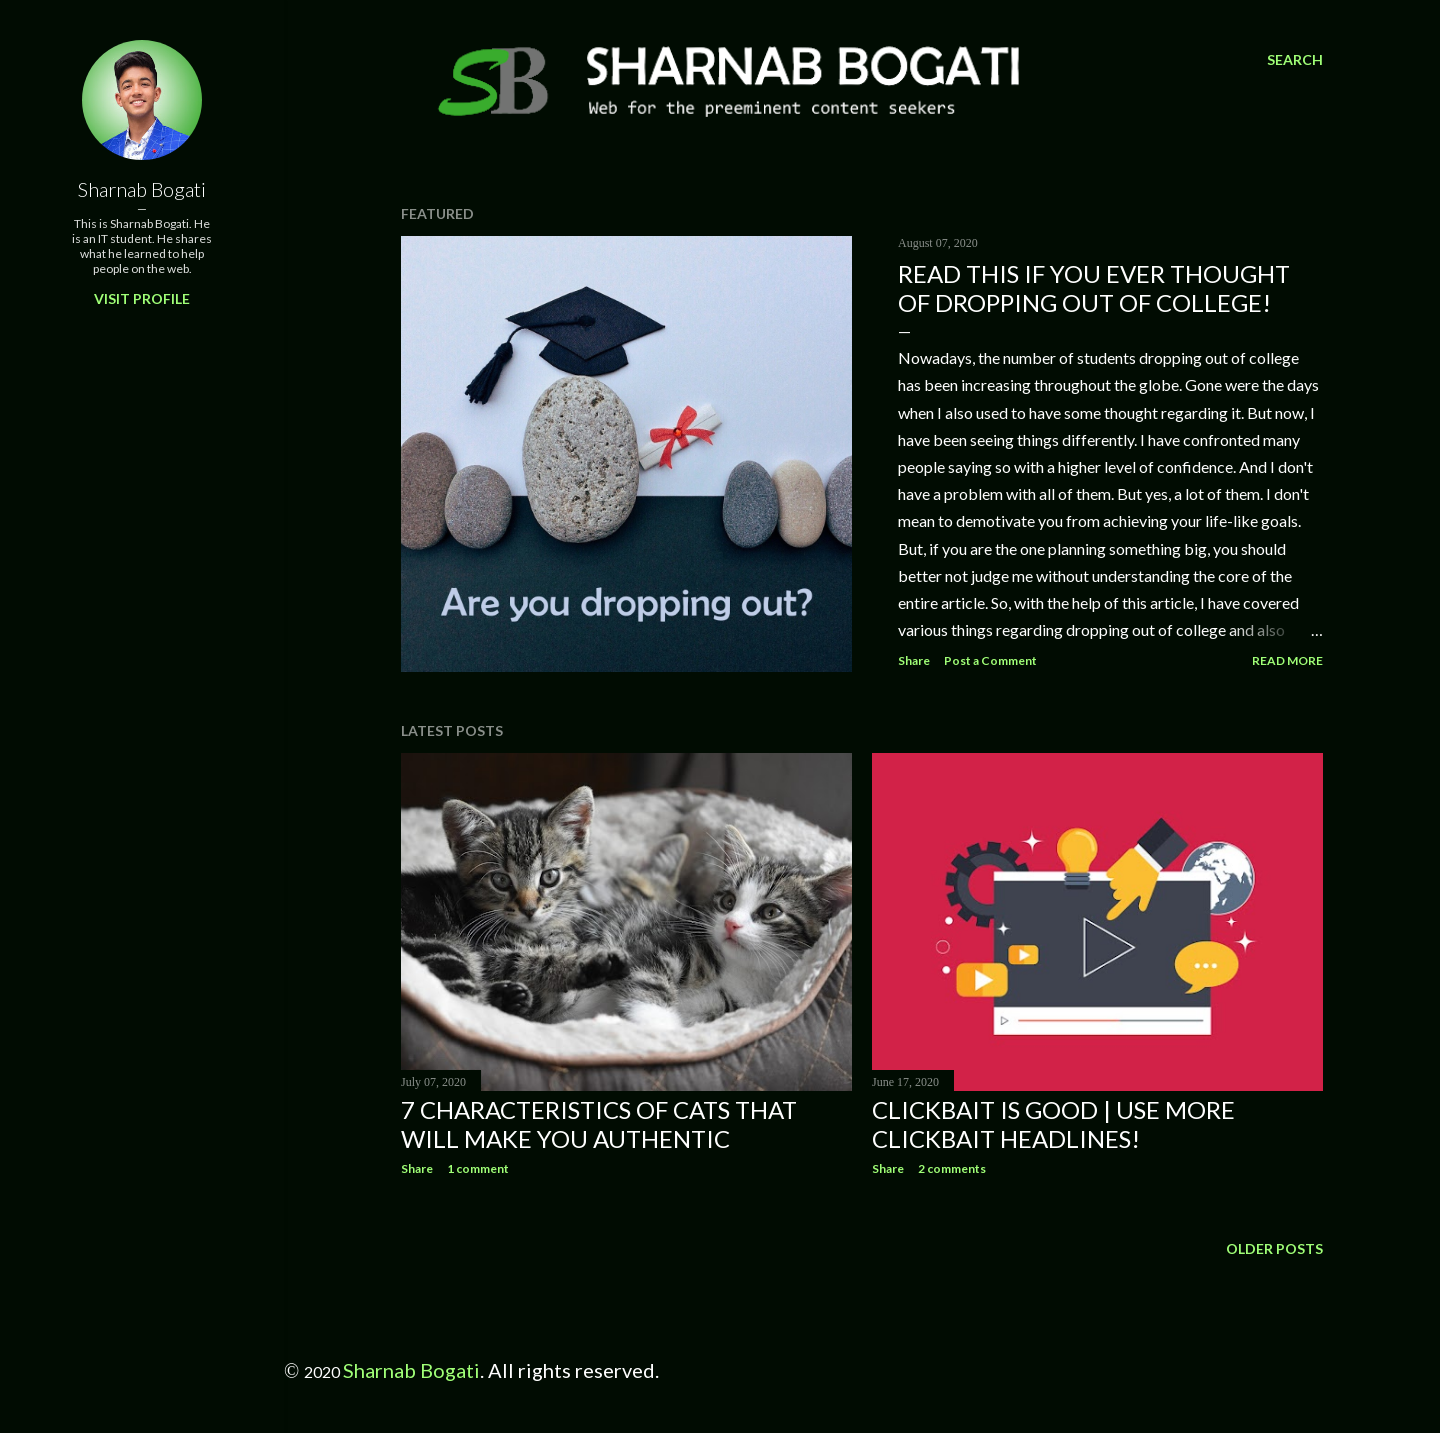 SB
SHARNAB BOGATI
Web for the preeminent content seekers
SEARCH
Sharnab Bogati
This is Sharnab Bogati. He
is an IT student. He shares
what he learned to help
people on the web.
VISIT PROFILE
FEATURED
Are you dropping out?
August 07, 2020
READ THIS IF YOU EVER THOUGHT
OF DROPPING OUT OF COLLEGE!
Nowadays, the number of students dropping out of college
has been increasing throughout the globe. Gone were the days
when I also used to have some thought regarding it. But now, I
have been seeing things differently. I have confronted many
people saying so with a higher level of confidence. And I don't
have a problem with all of them. But yes, a lot of them. I don't
mean to demotivate you from achieving your life-like goals.
But, if you are the one planning something big, you should
better not judge me without understanding the core of the
entire article. So, with the help of this article, I have covered
various things regarding dropping out of college and also ...
Share Post a Comment READ MORE
LATEST POSTS
July 07, 2020
7 CHARACTERISTICS OF CATS THAT
WILL MAKE YOU AUTHENTIC
Share 1 comment
June 17, 2020
CLICKBAIT IS GOOD | USE MORE
CLICKBAIT HEADLINES!
Share 2 comments
OLDER POSTS
© 2020 Sharnab Bogati. All rights reserved.